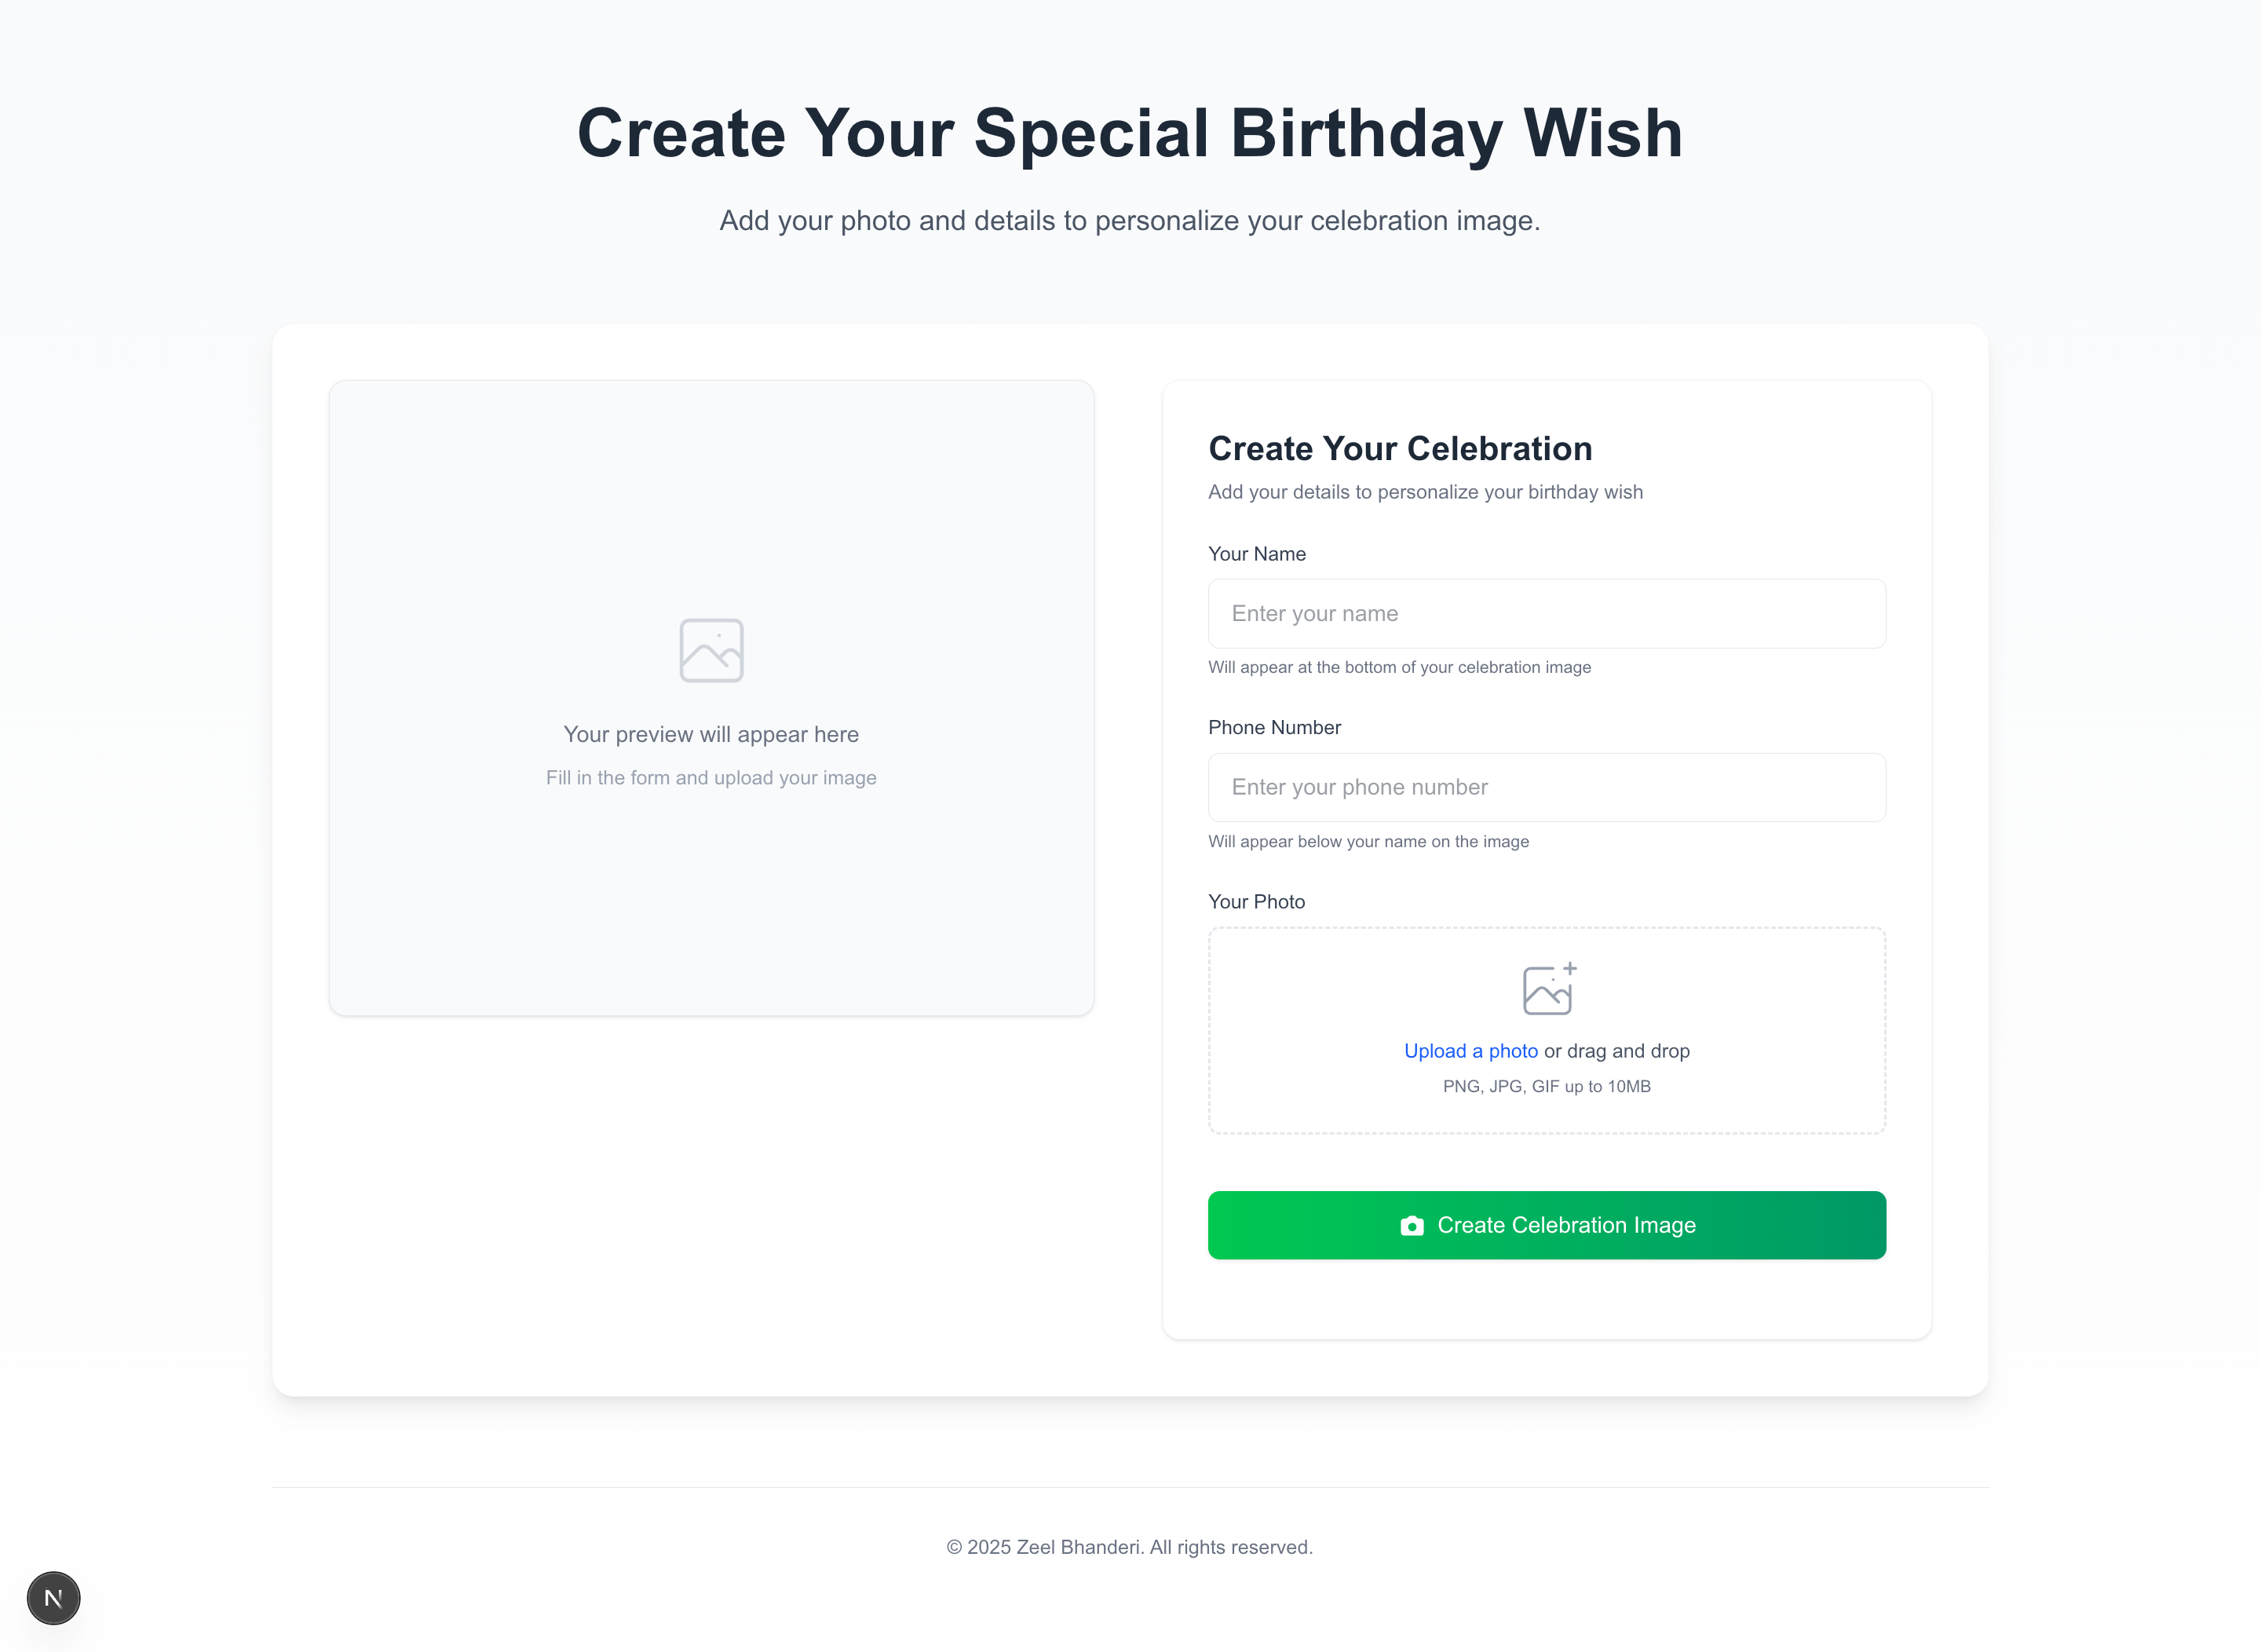 Create Your Special Birthday Wish
Add your photo and details to personalize your celebration image.
Your preview will appear here
Fill in the form and upload your image
Create Your Celebration
Add your details to personalize your birthday wish
Your Name
Enter your name
Will appear at the bottom of your celebration image
Phone Number
Enter your phone number
Will appear below your name on the image
Your Photo
Upload a photo or drag and drop
PNG, JPG, GIF up to 10MB
Create Celebration Image
© 2025 Zeel Bhanderi. All rights reserved.
N